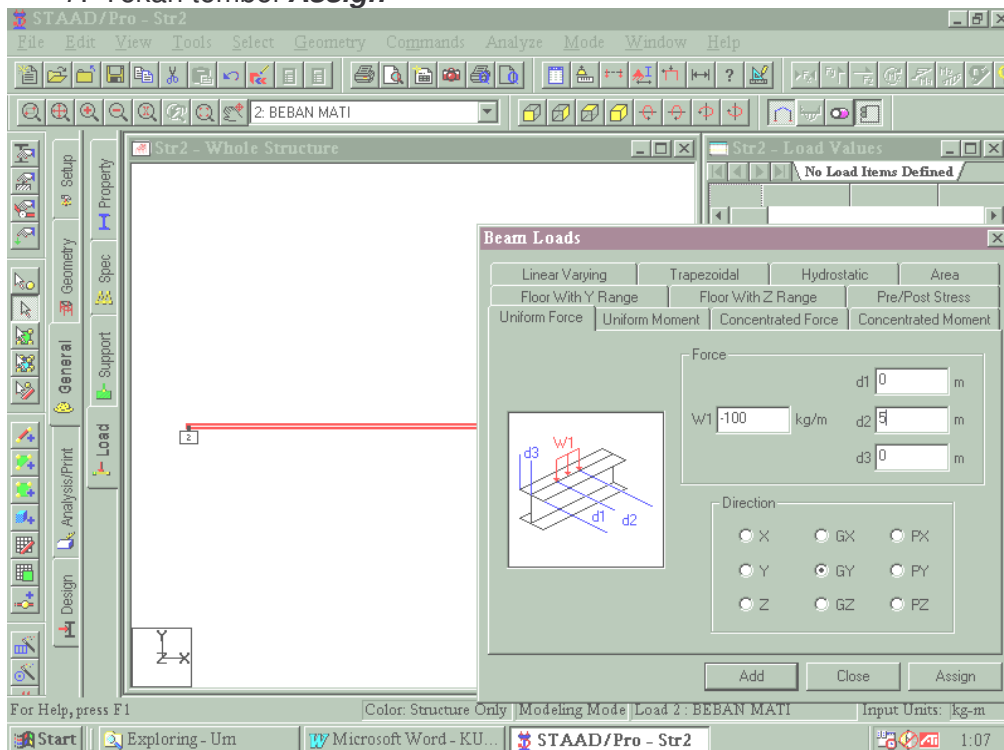 7. Tekan tombol Assign
STAAD/Pro - Str2
File Edit View Tools Select Geometry Commands Analyze Mode Window Help
2: BEBAN MATI
Setup
Geometry
General
Analysis/Print
Design
Property
Spec
Support
Load
Str2 - Whole Structure
2
Y
Z X
Str2 - Load Values
No Load Items Defined
Beam Loads
Linear Varying Trapezoidal Hydrostatic Area
Floor With Y Range Floor With Z Range Pre/Post Stress
Uniform Force Uniform Moment Concentrated Force Concentrated Moment
Force
d1 0 m
W1 -100 kg/m d2 5 m
d3 0 m
d3 W1
d1 d2
Direction
X GX PX
Y GY PY
Z GZ PZ
Add Close Assign
For Help, press F1 Color: Structure Only Modeling Mode Load 2 : BEBAN MATI Input Units: kg-m
Start Exploring - Um Microsoft Word - KU... STAAD/Pro - Str2 1:07